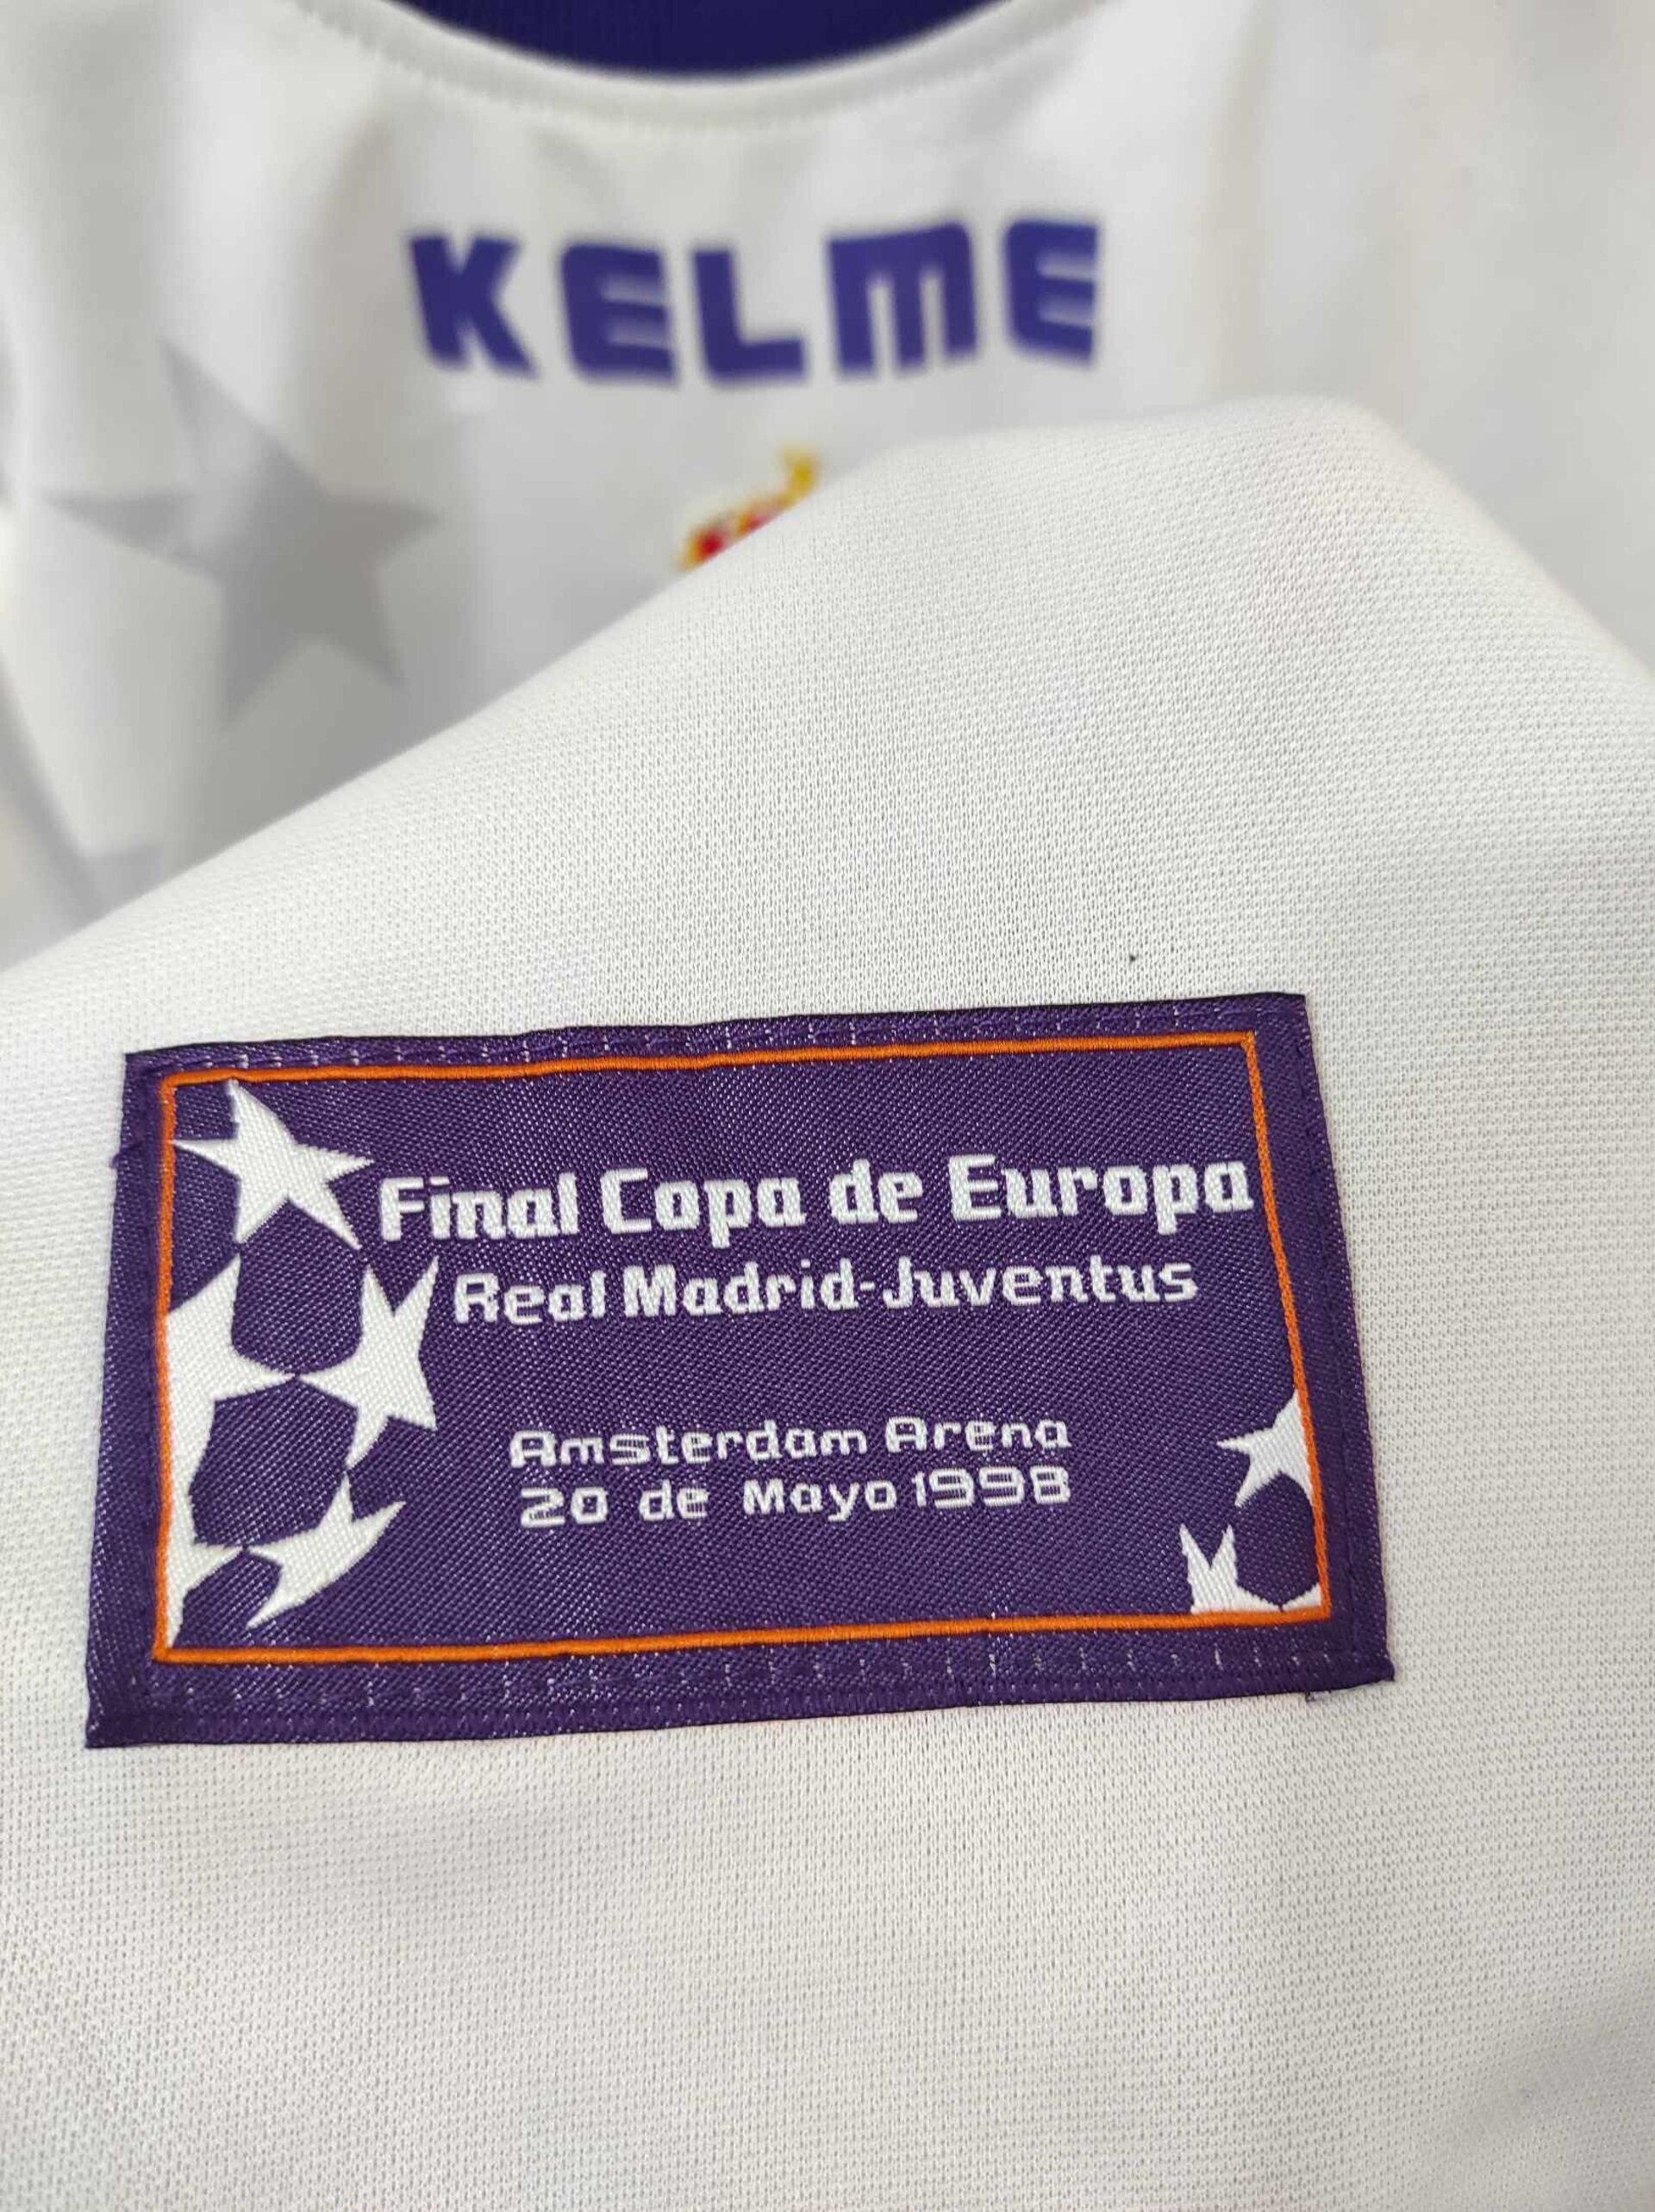 KELME
Final Copa de Europa
Real Madrid-Juventus
Amsterdam Arena
20 de Mayo 1998